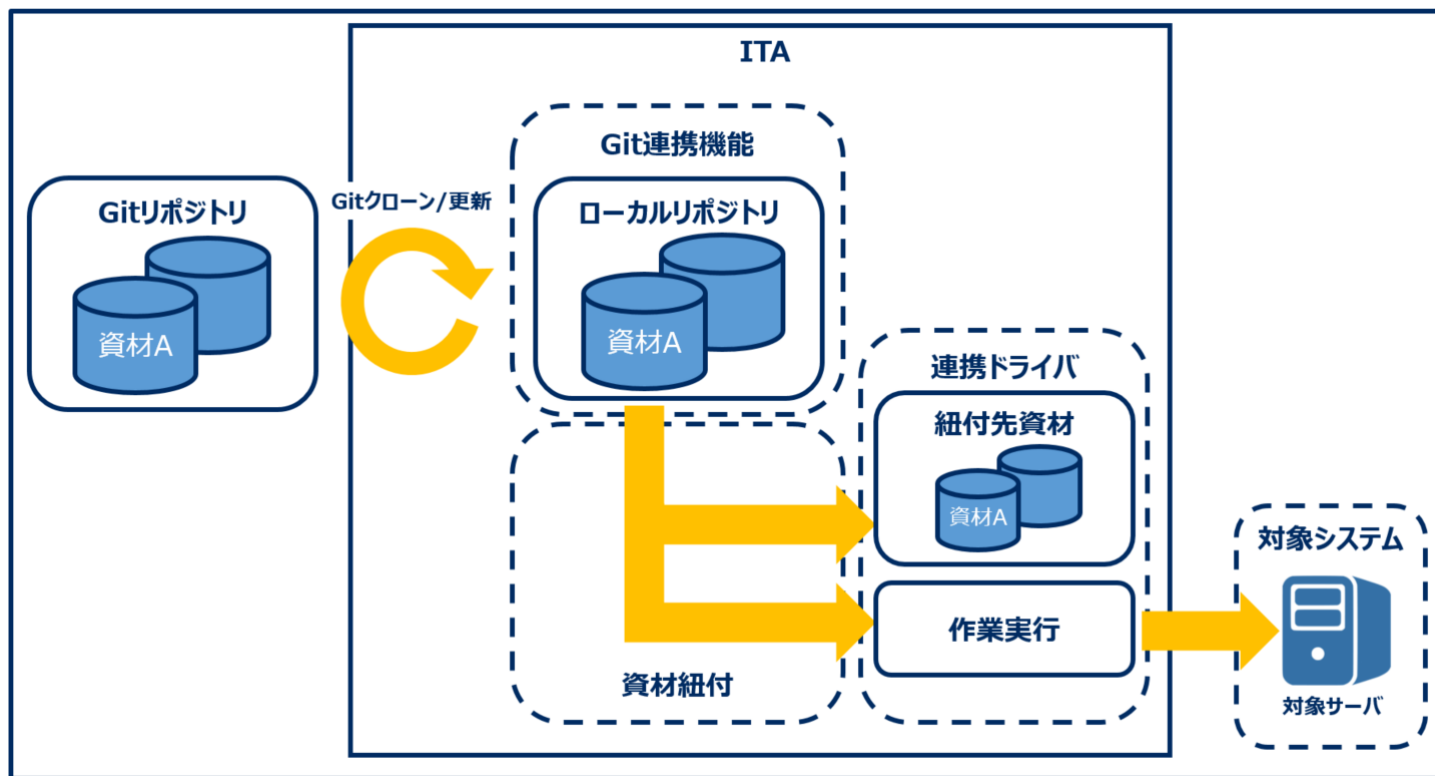 ITA
Git連携機能
Gitリポジトリ
Gitクローン/更新
ローカルリポジトリ
資材A
資材A
連携ドライバ
紐付先資材
資材A
対象システム
作業実行
資材紐付
対象サーバ